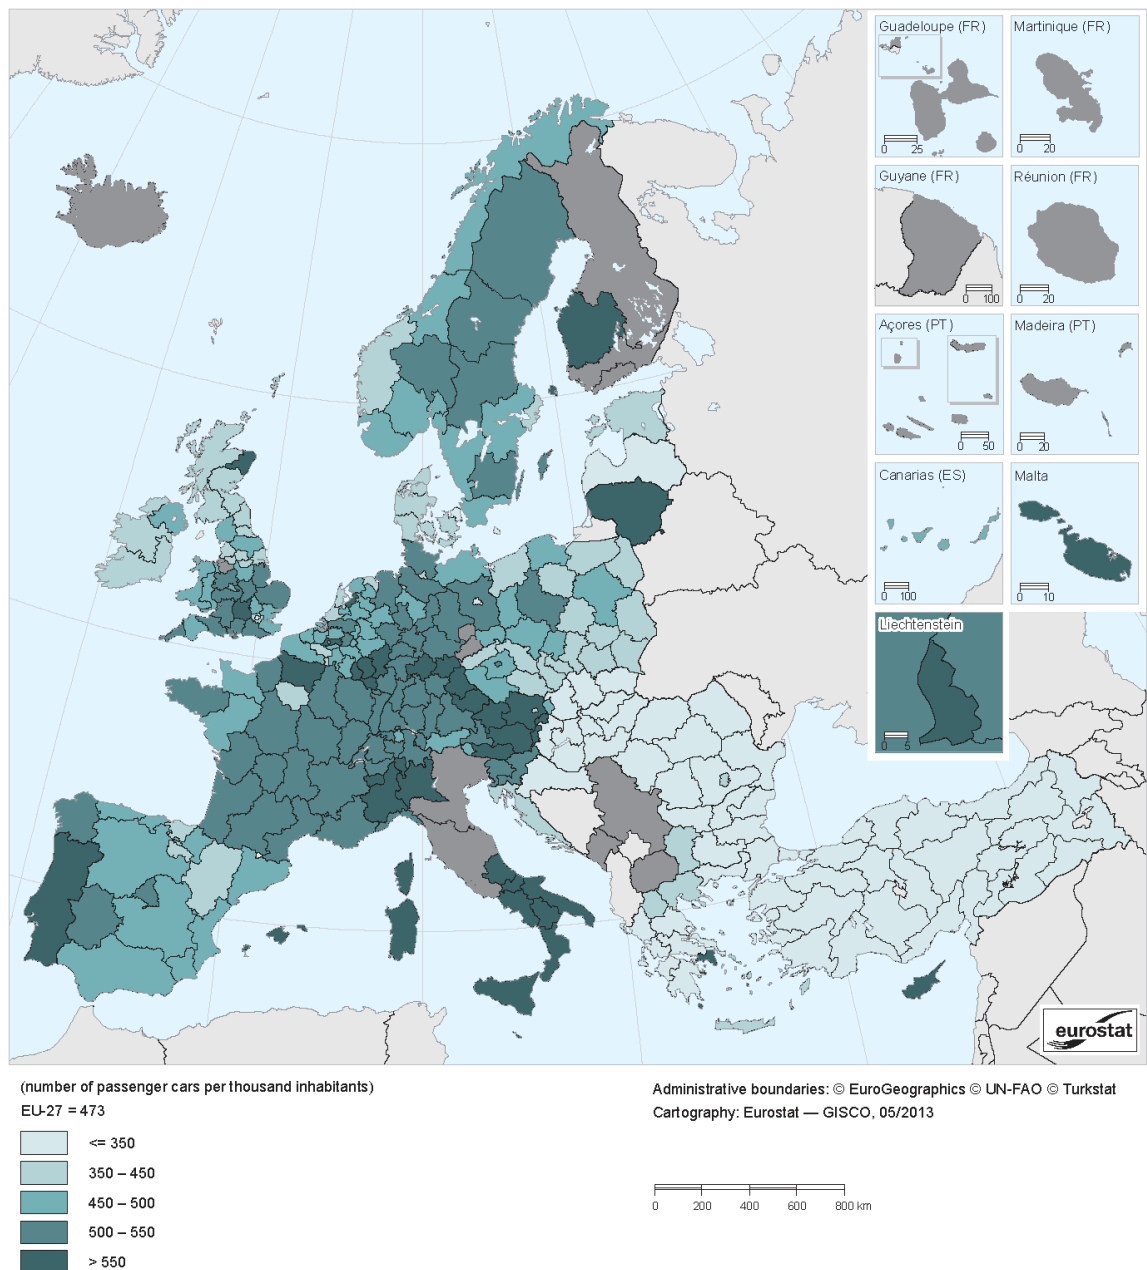 Guadeloupe (FR)
0 25
Martinique (FR)
0 20
Guyane (FR)
0 100
Réunion (FR)
0 20
Açores (PT)
0 50
Madeira (PT)
0 20
Canarias (ES)
0 100
Malta
0 10
Liechtenstein
0 5
eurostat
(number of passenger cars per thousand inhabitants)
EU-27 = 473
<= 350
350 – 450
450 – 500
500 – 550
> 550
Administrative boundaries: © EuroGeographics © UN-FAO © Turkstat
Cartography: Eurostat — GISCO, 05/2013
0 200 400 600 800 km